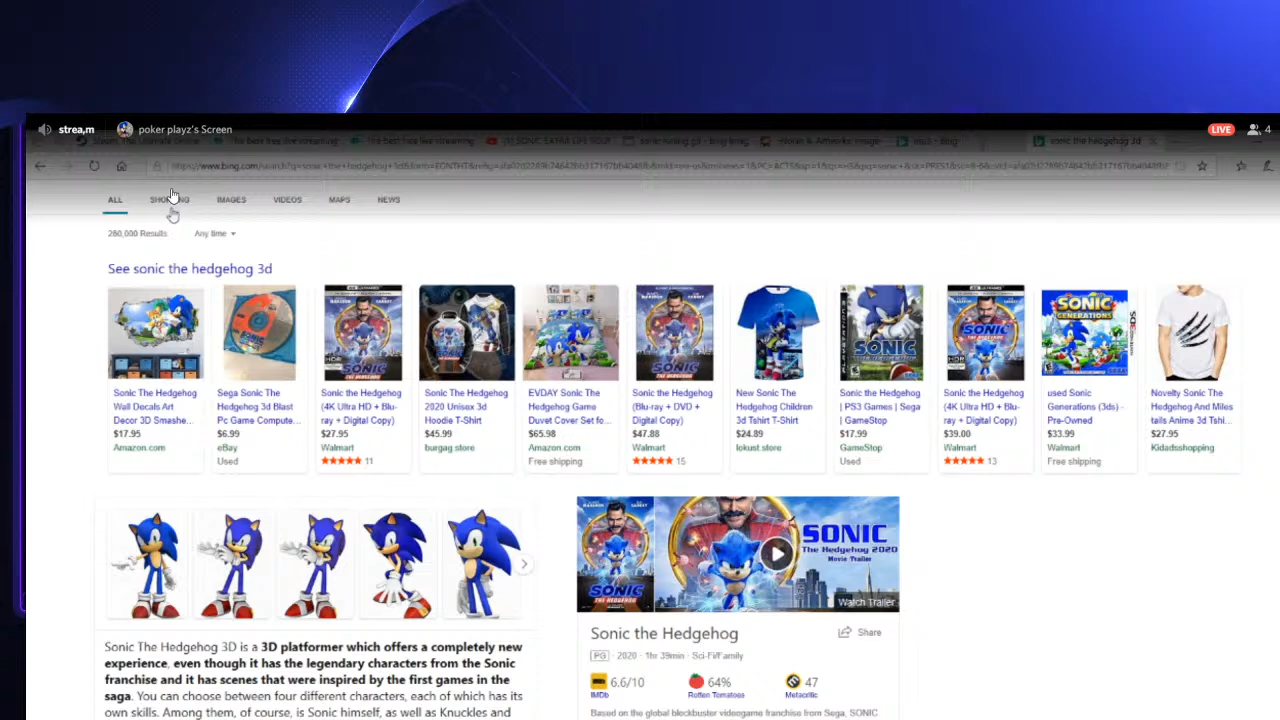 strea,m
poker playz's Screen
LIVE
4
sonic the hedgehog 3d
ALL
SHOPPING
IMAGES
VIDEOS
MAPS
NEWS
280,000 Results
Any time
See sonic the hedgehog 3d
Sonic The Hedgehog
Wall Decals Art
Decor 3D Smashe...
$17.95
Amazon.com
Sega Sonic The
Hedgehog 3d Blast
Pc Game Compute...
$6.99
eBay
Used
Sonic the Hedgehog
(4K Ultra HD + Blu-
ray + Digital Copy)
$27.95
Walmart
11
Sonic The Hedgehog
2020 Unisex 3d
Hoodie T-Shirt
$45.99
burgag.store
EVDAY Sonic The
Hedgehog Game
Duvet Cover Set fo...
$65.98
Amazon.com
Free shipping
Sonic the Hedgehog
(Blu-ray + DVD +
Digital Copy)
$47.88
Walmart
15
New Sonic The
Hedgehog Children
3d Tshirt T-Shirt
$24.89
lokust.store
Sonic the Hedgehog
| PS3 Games | Sega
| GameStop
$17.99
GameStop
Used
Sonic the Hedgehog
(4K Ultra HD + Blu-
ray + Digital Copy)
$39.00
Walmart
13
used Sonic
Generations (3ds) -
Pre-Owned
$33.99
Walmart
Free shipping
Novelty Sonic The
Hedgehog And Miles
tails Anime 3d Tshi...
$27.95
Kidadsshopping
SONIC
The Hedgehog 2020
Movie Trailer
Watch Trailer
Sonic the Hedgehog
Share
PG · 2020 · 1hr 39min · Sci-Fi/Family
6.6/10
IMDb
64%
Rotten Tomatoes
47
Metacritic
Based on the global blockbuster videogame franchise from Sega, SONIC
Sonic The Hedgehog 3D is a 3D platformer which offers a completely new
experience, even though it has the legendary characters from the Sonic
franchise and it has scenes that were inspired by the first games in the
saga. You can choose between four different characters, each of which has its
own skills. Among them, of course, is Sonic himself, as well as Knuckles and